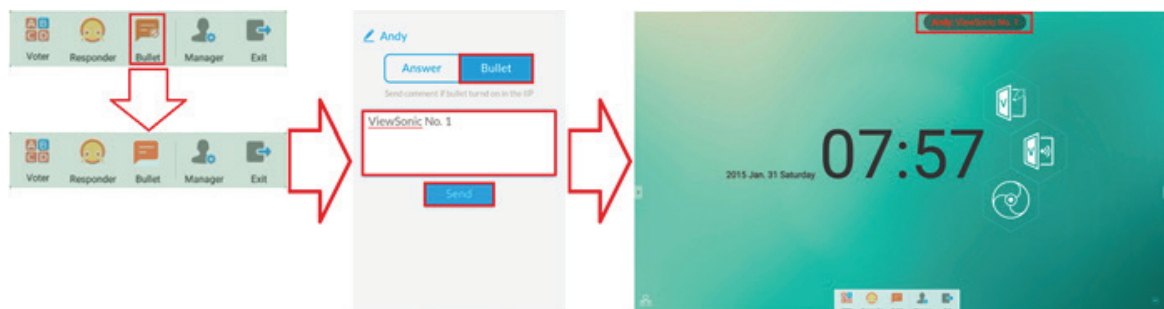 Voter Responder Bullet Manager Exit
Voter Responder Bullet Manager Exit
Andy
Answer Bullet
Send comment if bullet turnd on in the IIP
ViewSonic No. 1
Send
Andy: ViewSonic No. 1
07:57
2015 Jan. 31 Saturday